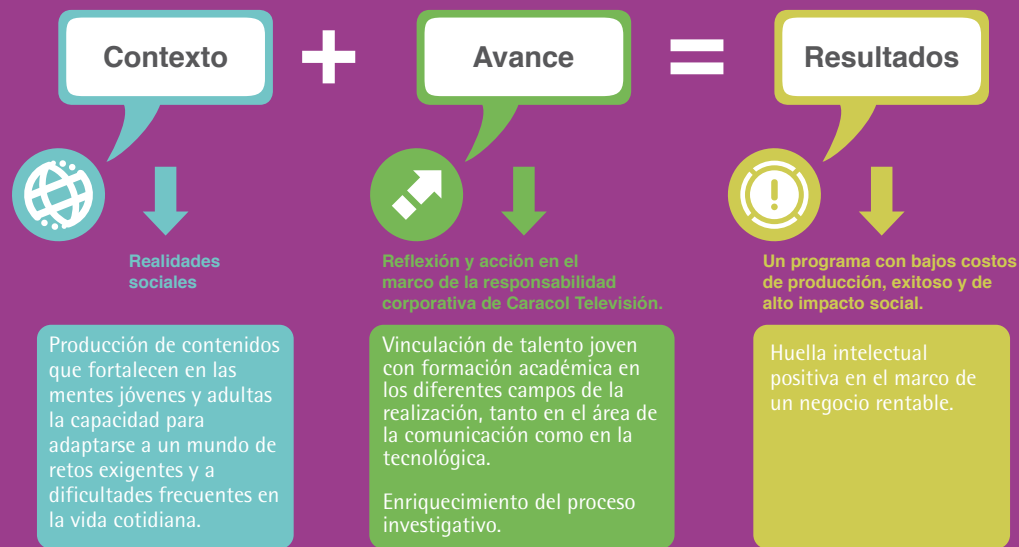 Contexto
+
Avance
=
Resultados
Realidades
sociales
Reflexión y acción en el
marco de la responsabilidad
corporativa de Caracol Televisión.
Un programa con bajos costos
de producción, exitoso y de
alto impacto social.
Producción de contenidos
que fortalecen en las
mentes jóvenes y adultas
la capacidad para
adaptarse a un mundo de
retos exigentes y a
dificultades frecuentes en
la vida cotidiana.
Vinculación de talento joven
con formación académica en
los diferentes campos de la
realización, tanto en el área de
la comunicación como en la
tecnológica.
Enriquecimiento del proceso
investigativo.
Huella intelectual
positiva en el marco de
un negocio rentable.